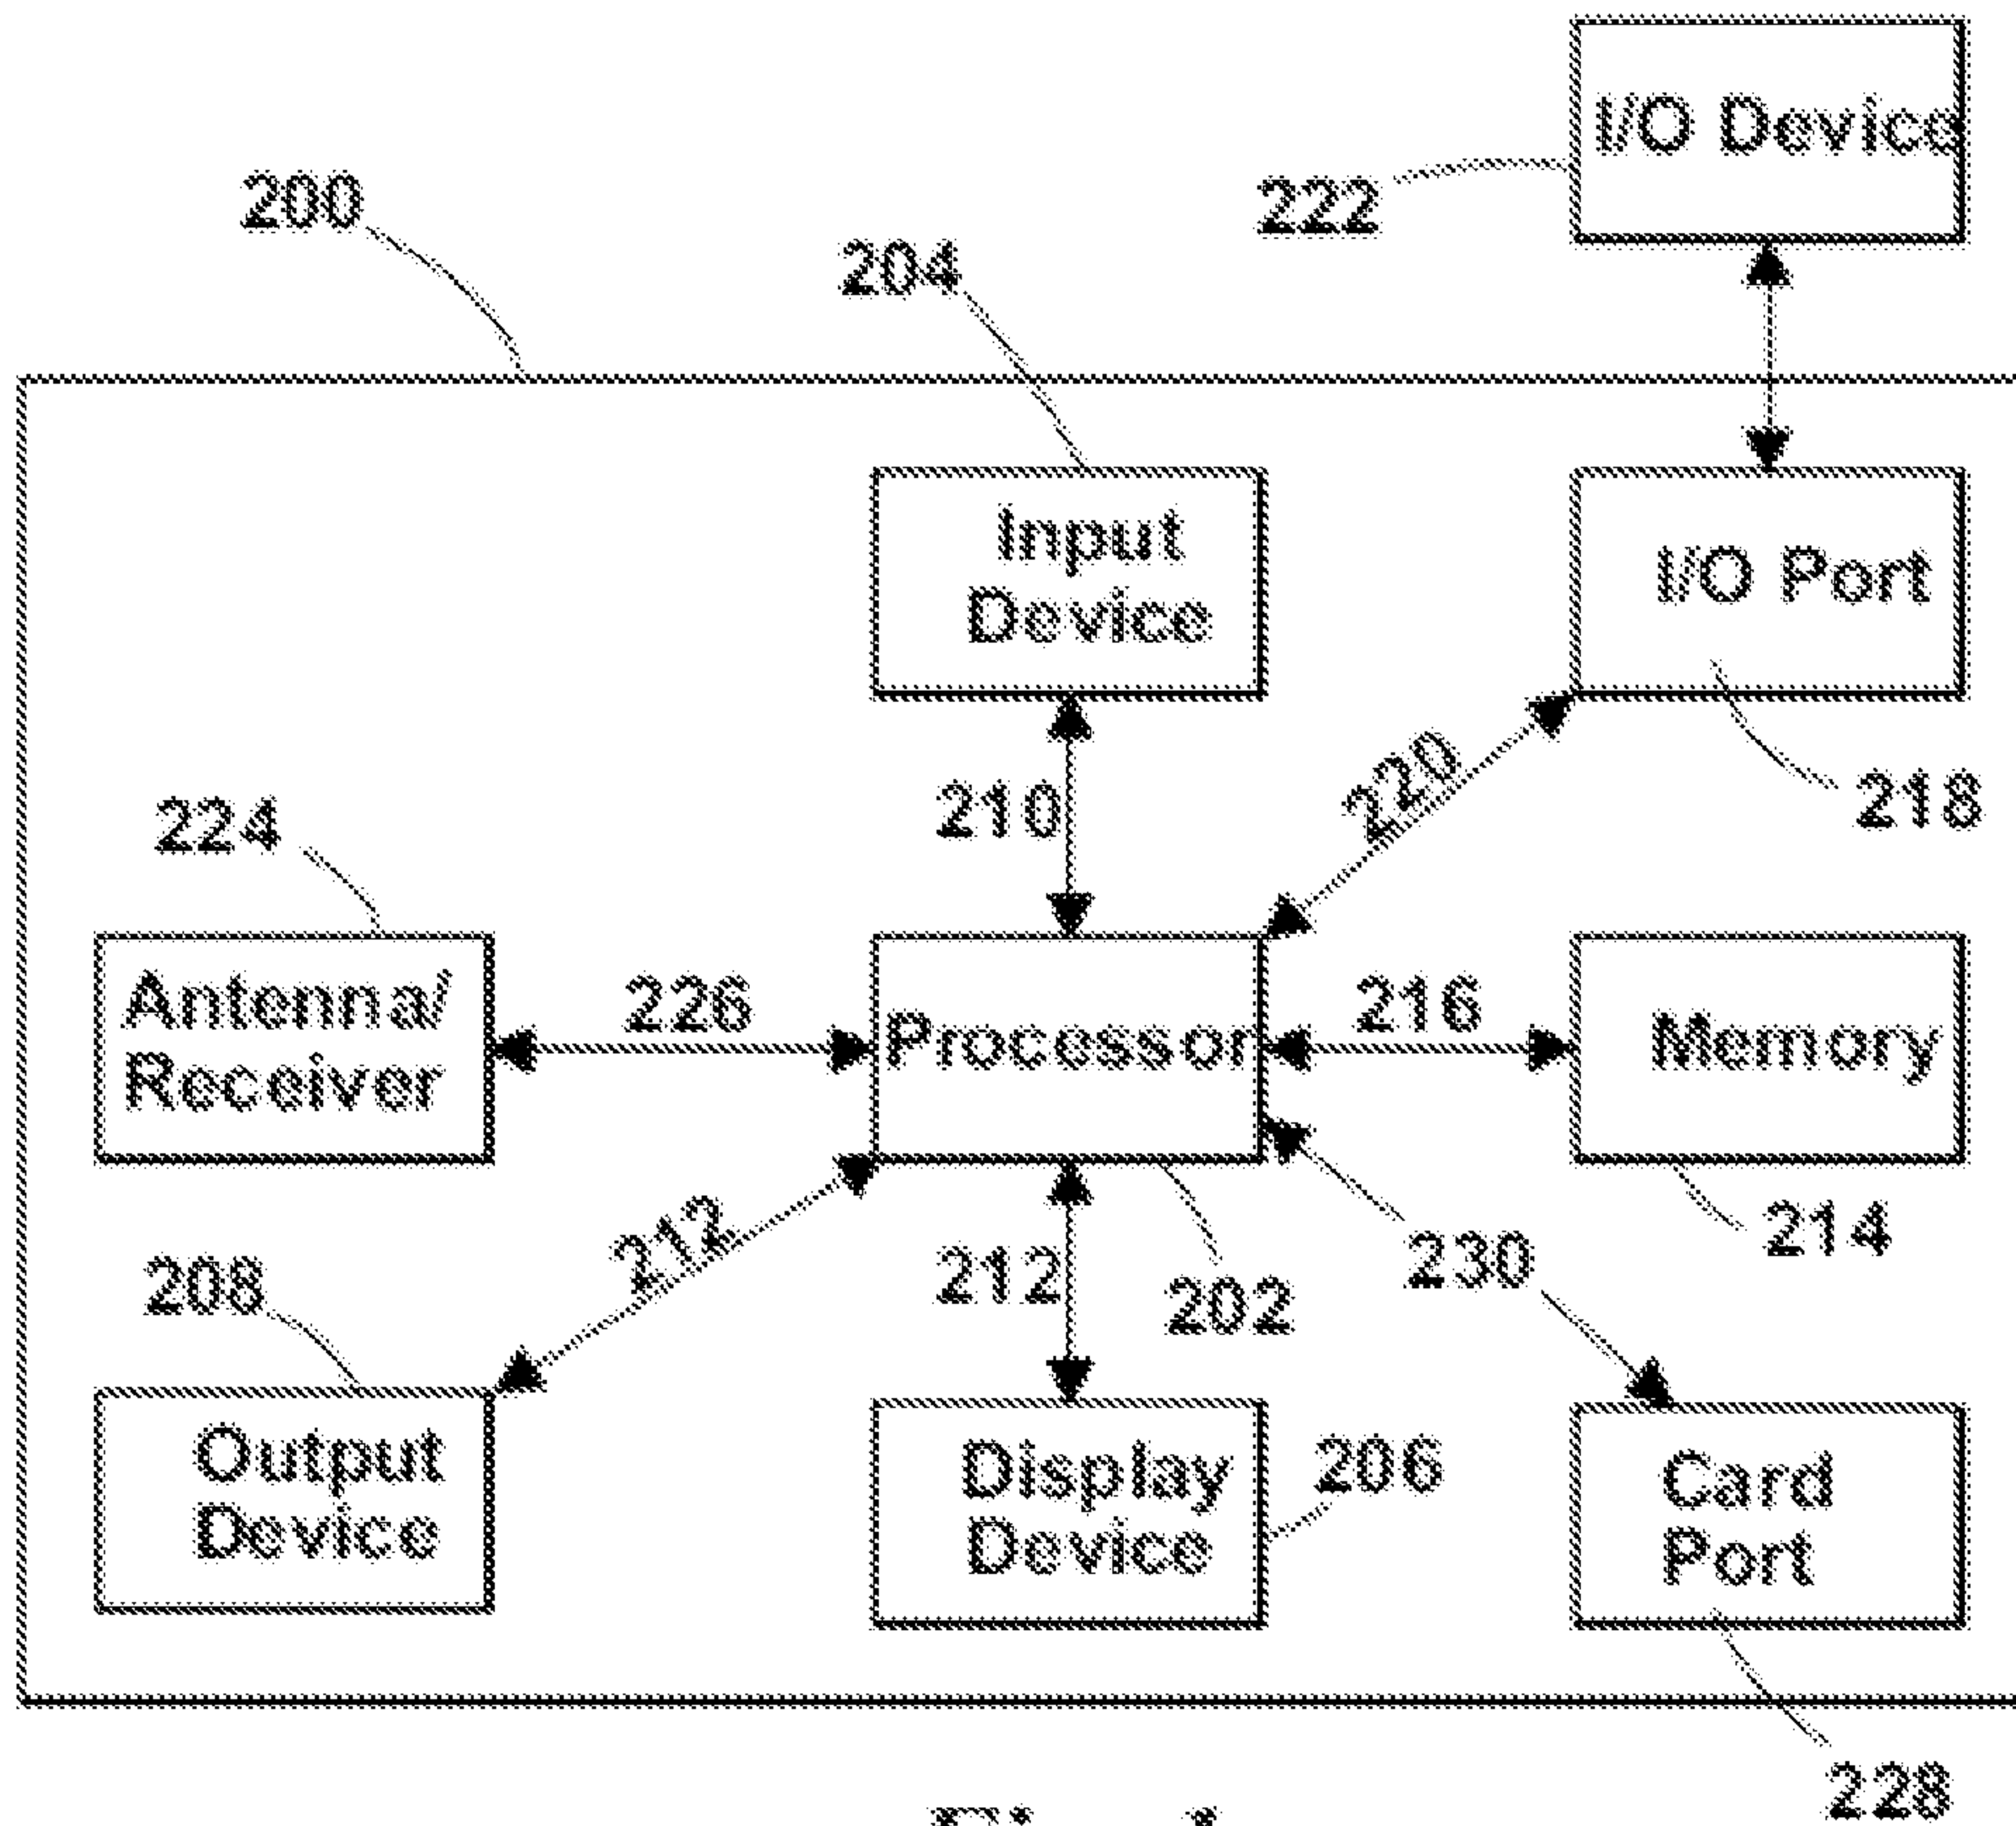 I/O Device
222
200
204
Input
Device
I/O Port
210
220
218
224
Antenna/
Receiver
226
Processor
216
Memory
212
212
202
230
214
208
Output
Device
Display
Device
206
Card
Port
228